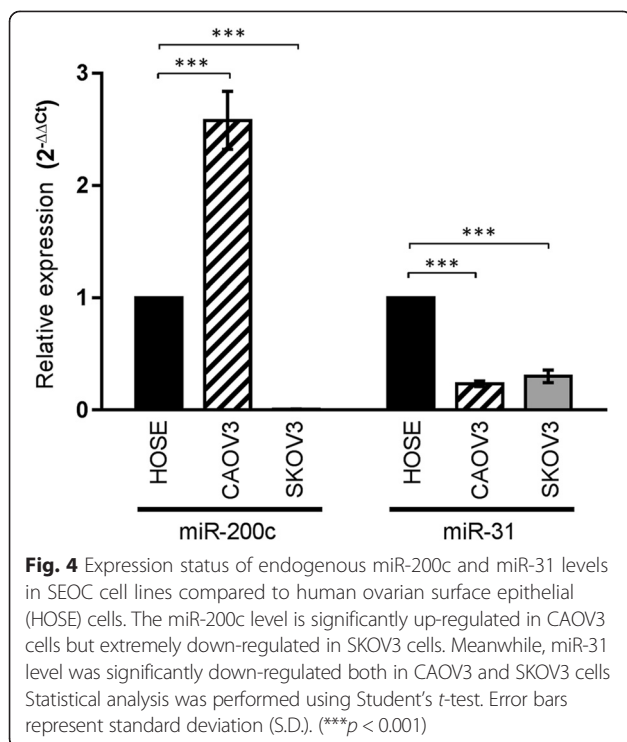 ***
***
***
***
3
2
1
0
Relative expression (2-ΔΔCt)
HOSE
CAOV3
SKOV3
HOSE
CAOV3
SKOV3
miR-200c
miR-31
Fig. 4 Expression status of endogenous miR-200c and miR-31 levels
in SEOC cell lines compared to human ovarian surface epithelial
(HOSE) cells. The miR-200c level is significantly up-regulated in CAOV3
cells but extremely down-regulated in SKOV3 cells. Meanwhile, miR-31
level was significantly down-regulated both in CAOV3 and SKOV3 cells
Statistical analysis was performed using Student's t-test. Error bars
represent standard deviation (S.D.). (***p < 0.001)